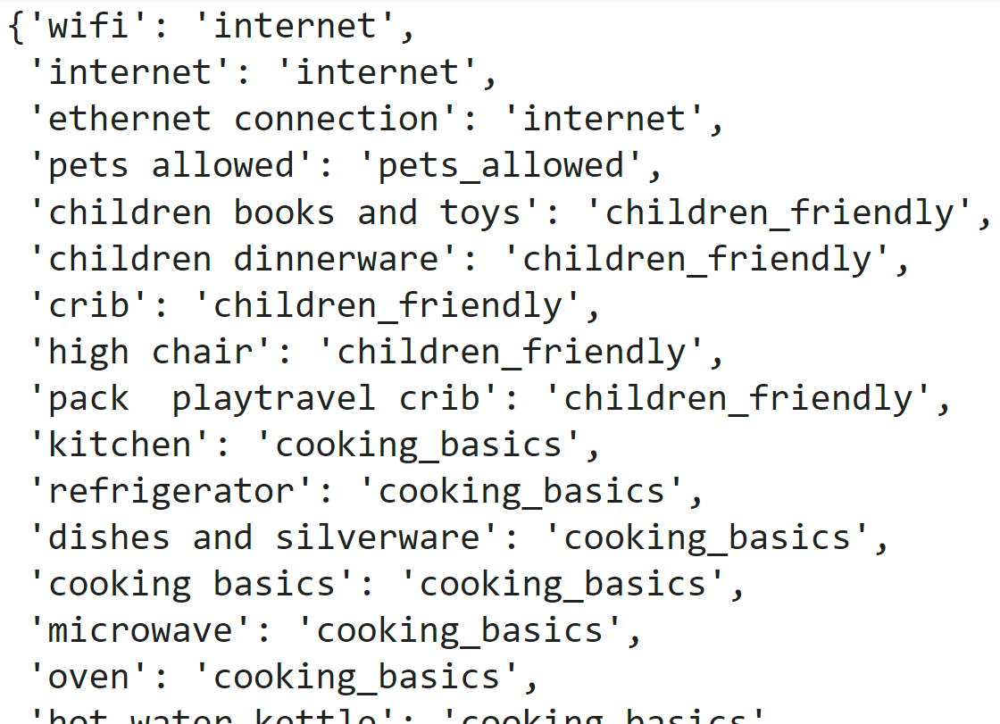 {'wifi': 'internet',
'internet': 'internet',
'ethernet connection': 'internet',
'pets allowed': 'pets_allowed',
'children books and toys': 'children_friendly',
'children dinnerware': 'children_friendly',
'crib': 'children_friendly',
'high chair': 'children_friendly',
'pack  playtravel crib': 'children_friendly',
'kitchen': 'cooking_basics',
'refrigerator': 'cooking_basics',
'dishes and silverware': 'cooking_basics',
'cooking basics': 'cooking_basics',
'microwave': 'cooking_basics',
'oven': 'cooking_basics',
'hot water kettle': 'cooking basics'